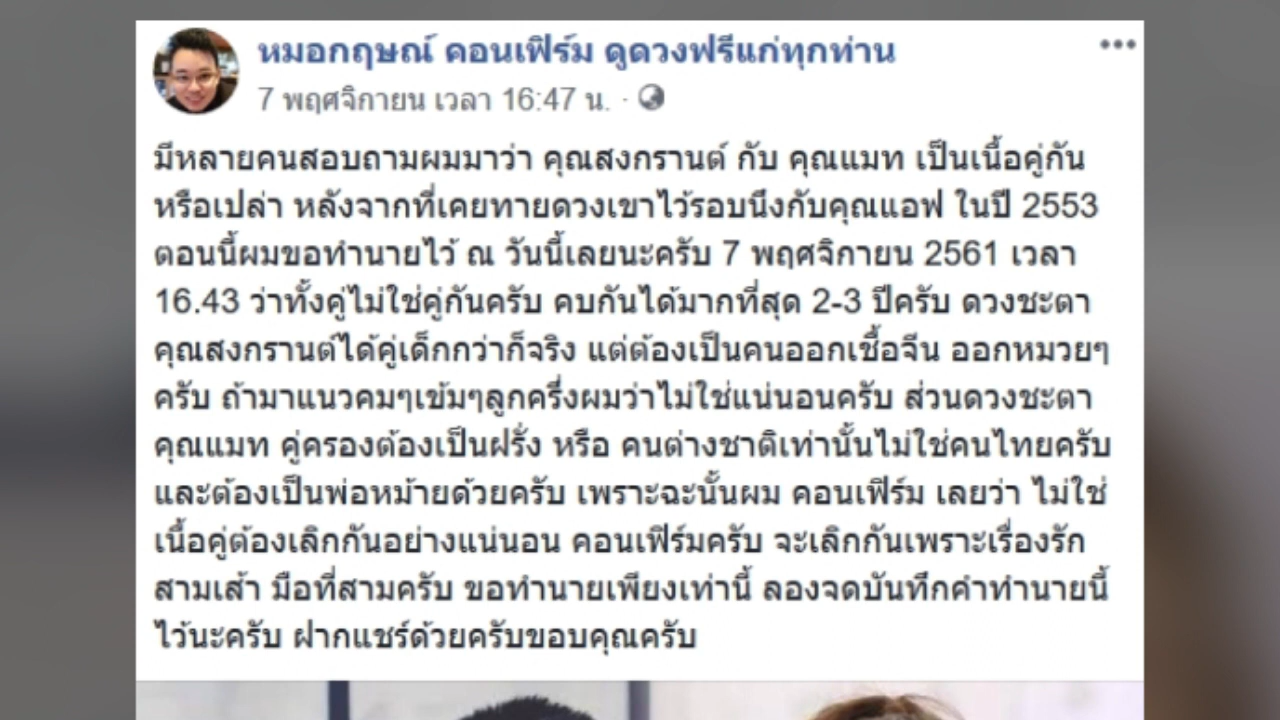 หมอกฤษณ์ คอนเฟิร์ม ดูดวงฟรีแก่ทุกท่าน
7 พฤศจิกายน เวลา 16:47 น. ·
มีหลายคนสอบถามผมมาว่า คุณสงกรานต์ กับ คุณแมท เป็นเนื้อคู่กัน
หรือเปล่า หลังจากที่เคยทายดวงเขาไว้รอบนึงกับคุณแอฟ ในปี 2553
ตอนนี้ผมขอทำนายไว้ ณ วันนี้เลยนะครับ 7 พฤศจิกายน 2561 เวลา
16.43 ว่าทั้งคู่ไม่ใช่คู่กันครับ คบกันได้มากที่สุด 2-3 ปีครับ ดวงชะตา
คุณสงกรานต์ได้คู่เด็กกว่าก็จริง แต่ต้องเป็นคนออกเชื้อจีน ออกหมวยๆ
ครับ ถ้ามาแนวคมๆเข้มๆลูกครึ่งผมว่าไม่ใช่แน่นอนครับ ส่วนดวงชะตา
คุณแมท คู่ครองต้องเป็นฝรั่ง หรือ คนต่างชาติเท่านั้นไม่ใช่คนไทยครับ
และต้องเป็นพ่อหม้ายด้วยครับ เพราะฉะนั้นผม คอนเฟิร์ม เลยว่า ไม่ใช่
เนื้อคู่ต้องเลิกกันอย่างแน่นอน คอนเฟิร์มครับ จะเลิกกันเพราะเรื่องรัก
สามเส้า มือที่สามครับ ขอทำนายเพียงเท่านี้ ลองจดบันทึกคำทำนายนี้
ไว้นะครับ ฝากแชร์ด้วยครับขอบคุณครับ